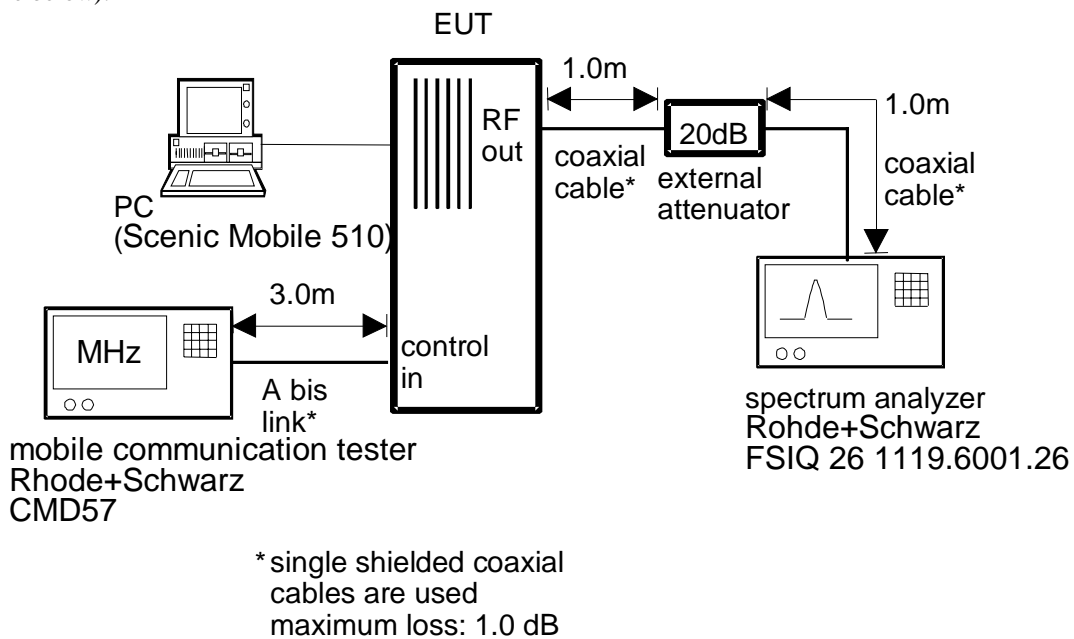 EUT
1.0m
1.0m
RF
out
20dB
coaxial
cable*
external
attenuator
coaxial
cable*
PC
(Scenic Mobile 510)
3.0m
MHz
control
in
A bis
link*
mobile communication tester
Rhode+Schwarz
CMD57
spectrum analyzer
Rohde+Schwarz
FSIQ 26 1119.6001.26
* single shielded coaxial
cables are used
maximum loss: 1.0 dB